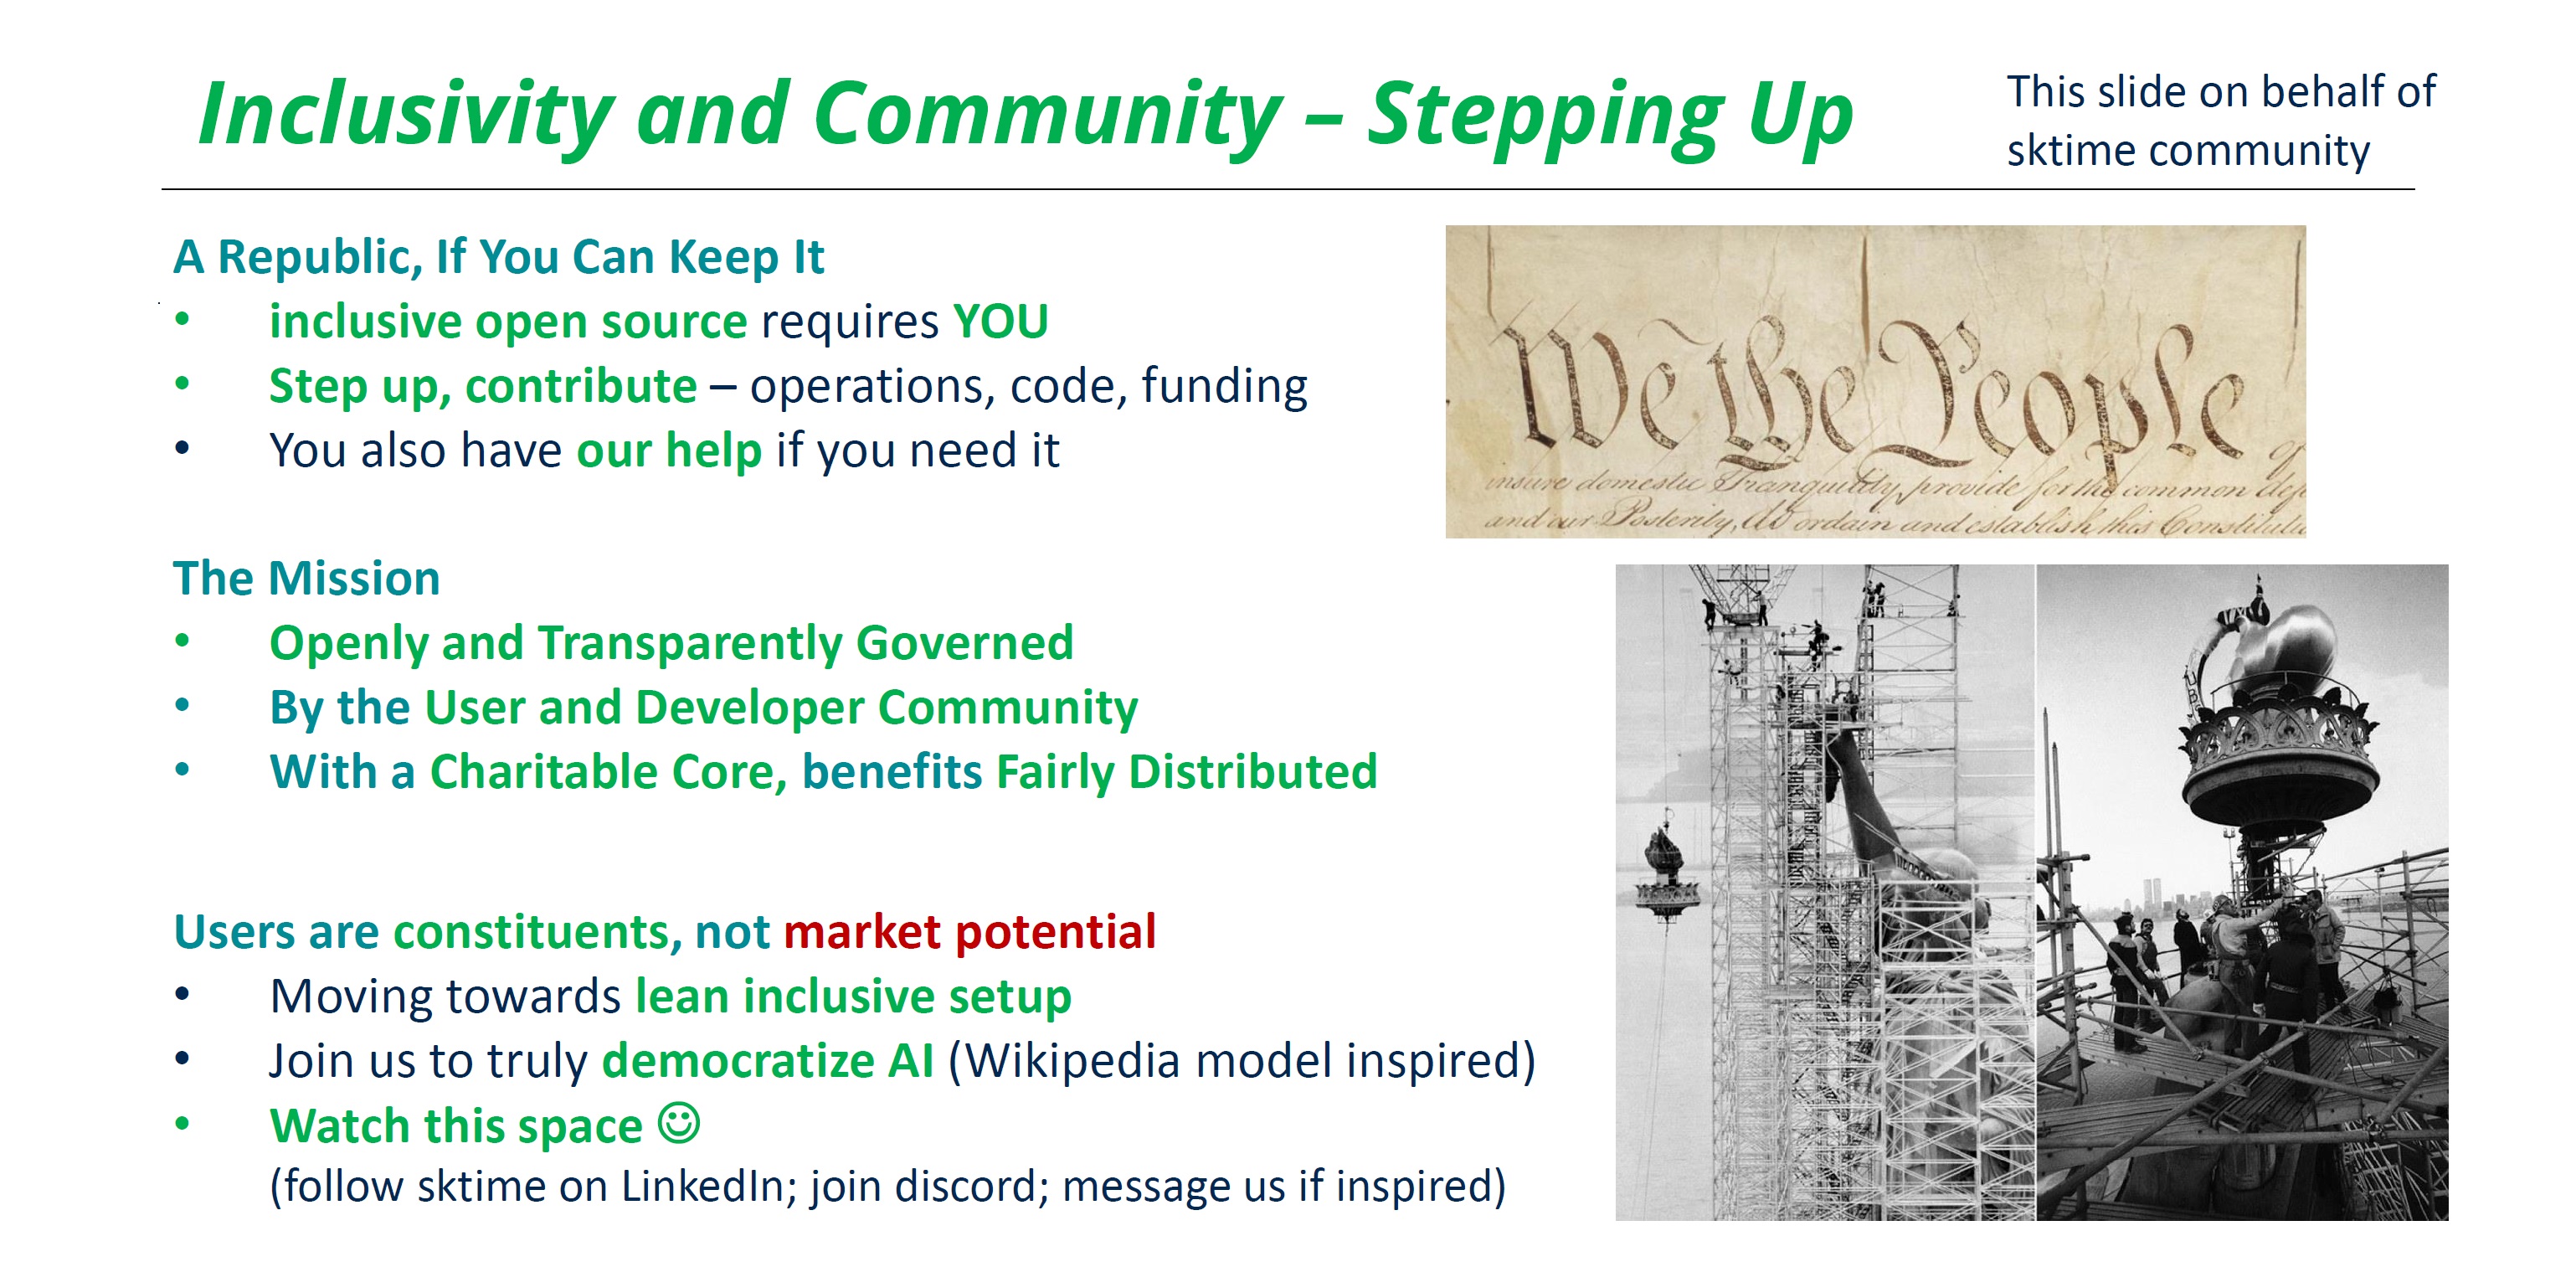 Inclusivity and Community – Stepping Up
This slide on behalf of
sktime community
A Republic, If You Can Keep It
• inclusive open source requires YOU
• Step up, contribute – operations, code, funding
• You also have our help if you need it
We the People of
insure domestic Tranquility, provide for the common def
and our Posterity, do ordain and establish this Constituti
The Mission
• Openly and Transparently Governed
• By the User and Developer Community
• With a Charitable Core, benefits Fairly Distributed
Users are constituents, not market potential
• Moving towards lean inclusive setup
• Join us to truly democratize AI (Wikipedia model inspired)
• Watch this space ☺
(follow sktime on LinkedIn; join discord; message us if inspired)